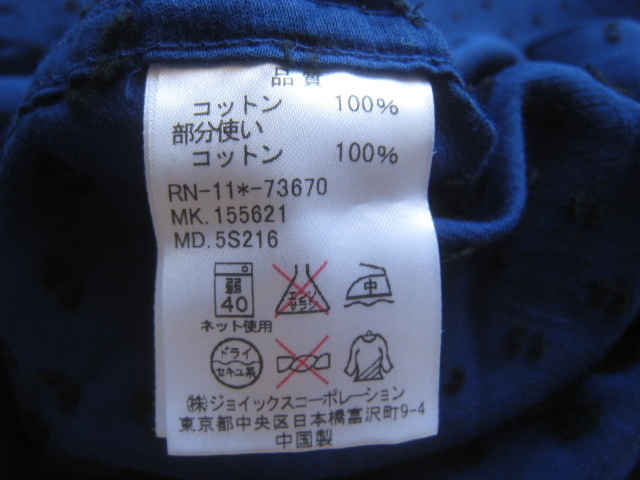 品質
コットン 100%
部分使い
コットン 100%
RN-11*-73670
MK.155621
MD.5S216
弱 40 エンソ サラシ 中
ネット使用
ドライ セキユ系
㈱ジョイックスコーポレーション
東京都中央区日本橋富沢町9-4
中国製